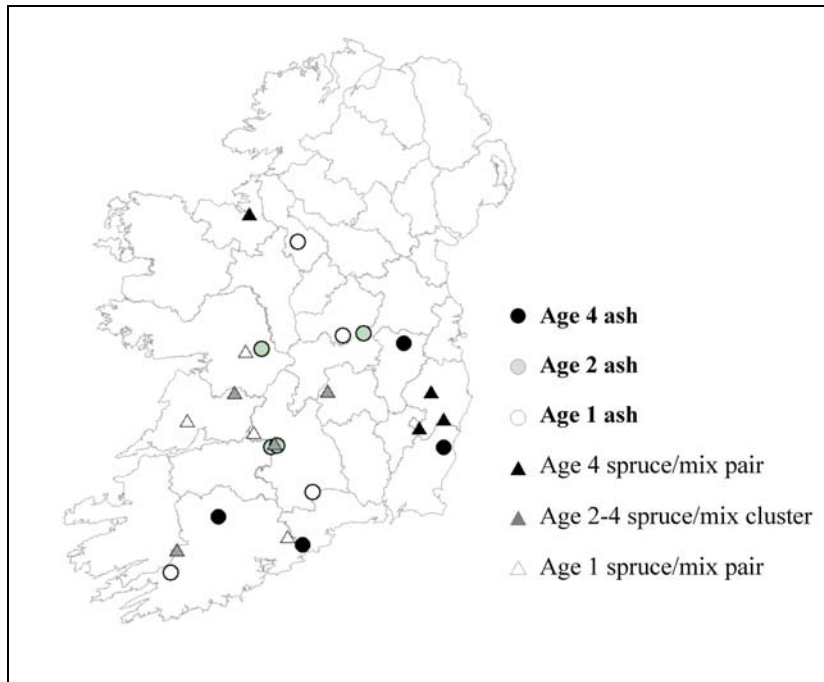 Age 4 ash
Age 2 ash
Age 1 ash
Age 4 spruce/mix pair
Age 2-4 spruce/mix cluster
Age 1 spruce/mix pair